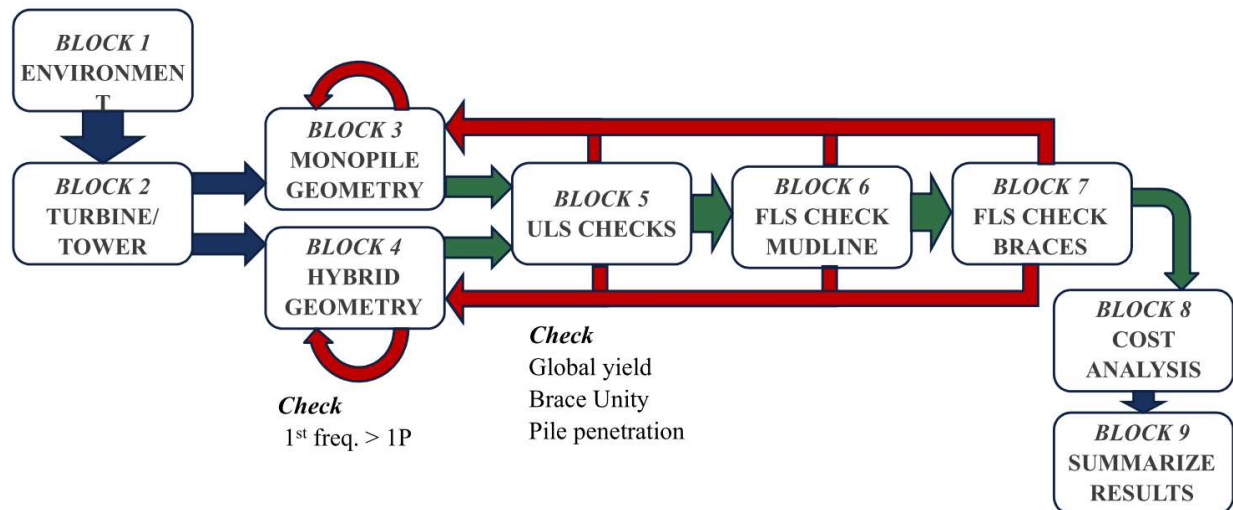 BLOCK 1
ENVIRONMEN
T
BLOCK 2
TURBINE/
TOWER
BLOCK 3
MONOPILE
GEOMETRY
BLOCK 4
HYBRID
GEOMETRY
Check
1st freq. > 1P
BLOCK 5
ULS CHECKS
Check
Global yield
Brace Unity
Pile penetration
BLOCK 6
FLS CHECK
MUDLINE
BLOCK 7
FLS CHECK
BRACES
BLOCK 8
COST
ANALYSIS
BLOCK 9
SUMMARIZE
RESULTS